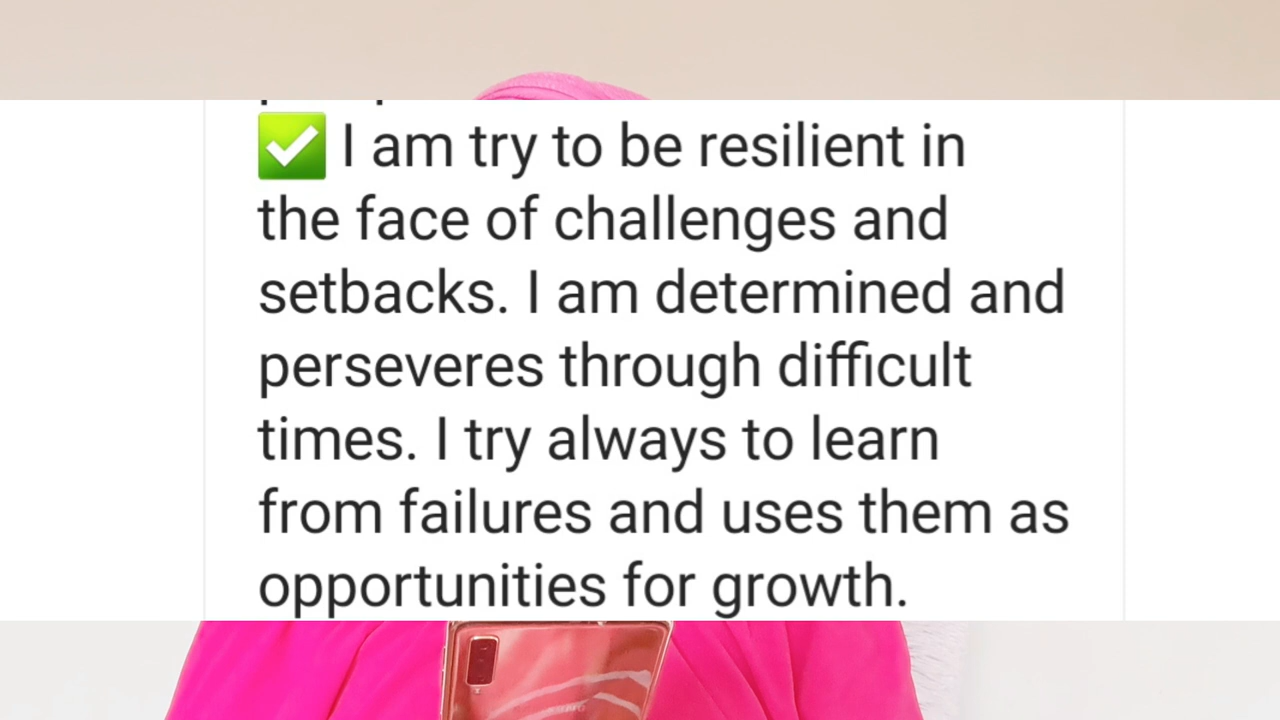 ✅ I am try to be resilient in
the face of challenges and
setbacks. I am determined and
perseveres through difficult
times. I try always to learn
from failures and uses them as
opportunities for growth.